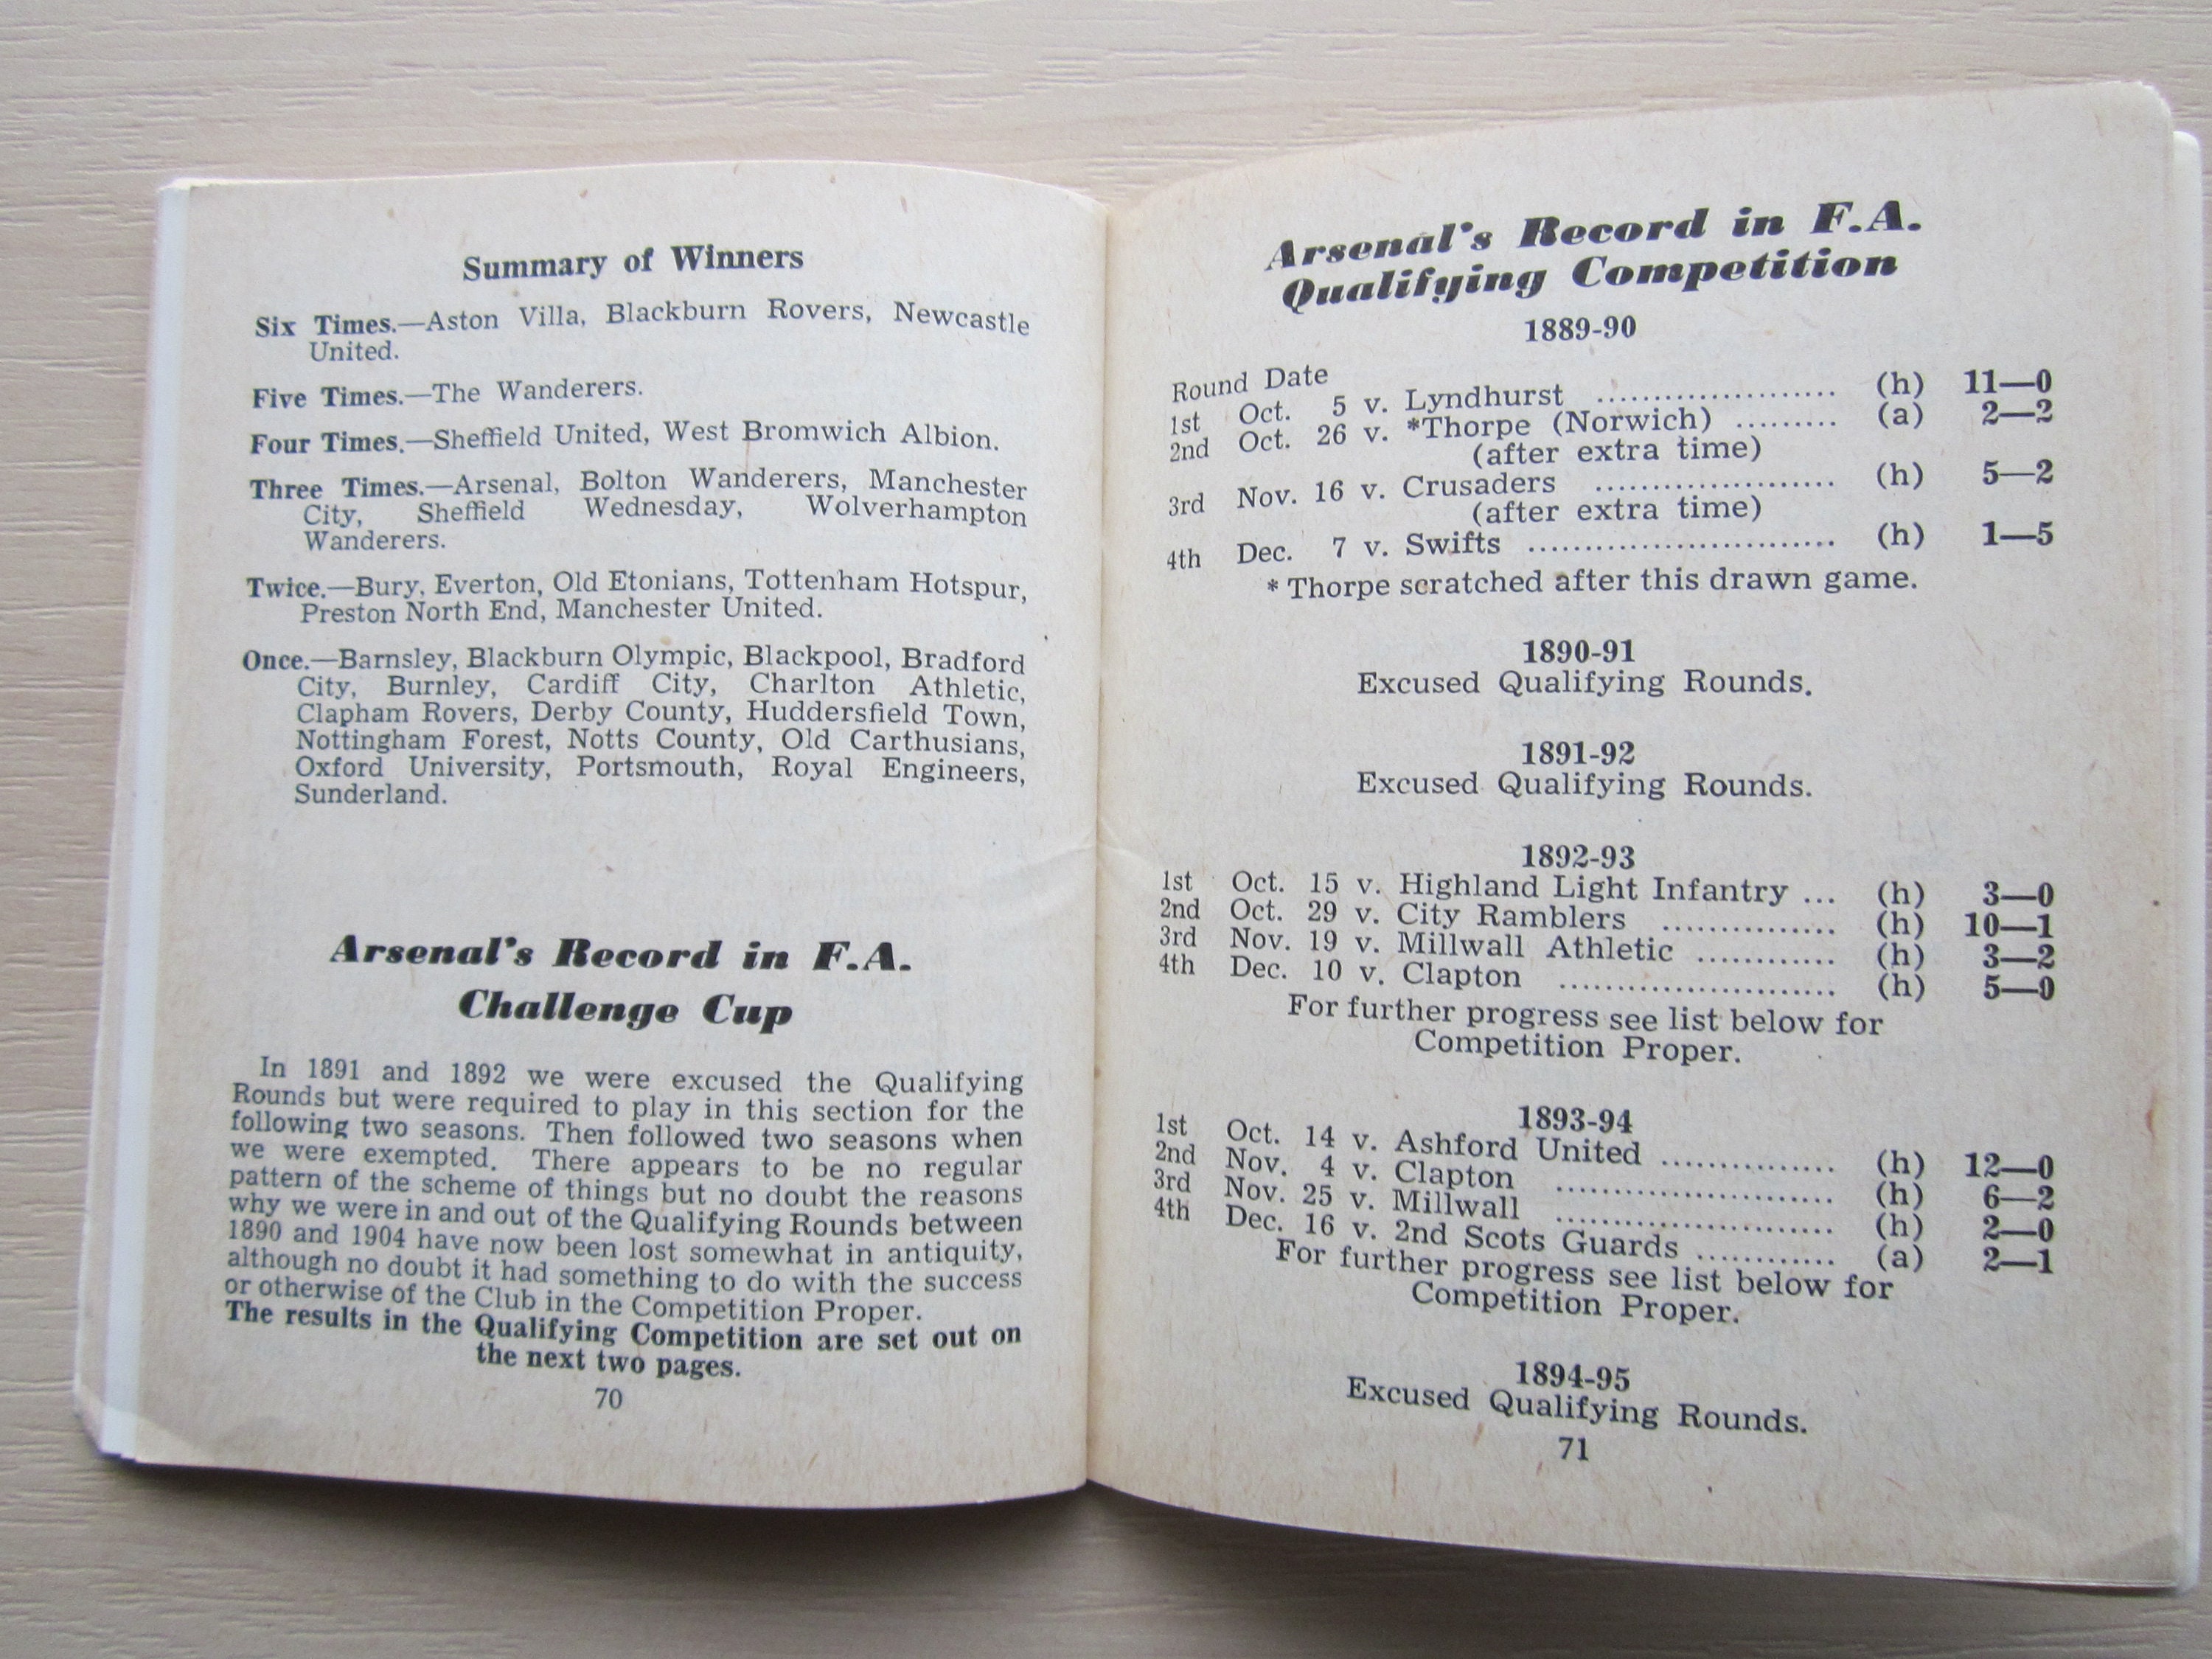 Summary of Winners
Six Times.—Aston Villa, Blackburn Rovers, Newcastle
United.
Five Times.—The Wanderers.
Four Times.—Sheffield United, West Bromwich Albion.
Three Times.—Arsenal, Bolton Wanderers, Manchester
City, Sheffield Wednesday, Wolverhampton
Wanderers.
Twice.—Bury, Everton, Old Etonians, Tottenham Hotspur,
Preston North End, Manchester United.
Once.—Barnsley, Blackburn Olympic, Blackpool, Bradford
City, Burnley, Cardiff City, Charlton Athletic,
Clapham Rovers, Derby County, Huddersfield Town,
Nottingham Forest, Notts County, Old Carthusians,
Oxford University, Portsmouth, Royal Engineers,
Sunderland.
Arsenal's Record in F.A.
Challenge Cup
In 1891 and 1892 we were excused the Qualifying
Rounds but were required to play in this section for the
following two seasons. Then followed two seasons when
we were exempted. There appears to be no regular
pattern of the scheme of things but no doubt the reasons
why we were in and out of the Qualifying Rounds between
1890 and 1904 have now been lost somewhat in antiquity,
although no doubt it had something to do with the success
or otherwise of the Club in the Competition Proper.
The results in the Qualifying Competition are set out on
the next two pages.
70
Arsenal's Record in F.A.
Qualifying Competition
1889-90
Round Date
1st Oct. 5 v. Lyndhurst ...................... (h) 11—0
2nd Oct. 26 v. *Thorpe (Norwich) ......... (a) 2—2
(after extra time)
3rd Nov. 16 v. Crusaders ...................... (h) 5—2
(after extra time)
4th Dec. 7 v. Swifts ............................ (h) 1—5
* Thorpe scratched after this drawn game.
1890-91
Excused Qualifying Rounds.
1891-92
Excused Qualifying Rounds.
1892-93
1st Oct. 15 v. Highland Light Infantry ... (h) 3—0
2nd Oct. 29 v. City Ramblers ................ (h) 10—1
3rd Nov. 19 v. Millwall Athletic ............ (h) 3—2
4th Dec. 10 v. Clapton ......................... (h) 5—0
For further progress see list below for
Competition Proper.
1893-94
1st Oct. 14 v. Ashford United ................ (h) 12—0
2nd Nov. 4 v. Clapton ......................... (h) 6—2
3rd Nov. 25 v. Millwall ......................... (h) 2—0
4th Dec. 16 v. 2nd Scots Guards ............. (a) 2—1
For further progress see list below for
Competition Proper.
1894-95
Excused Qualifying Rounds.
71